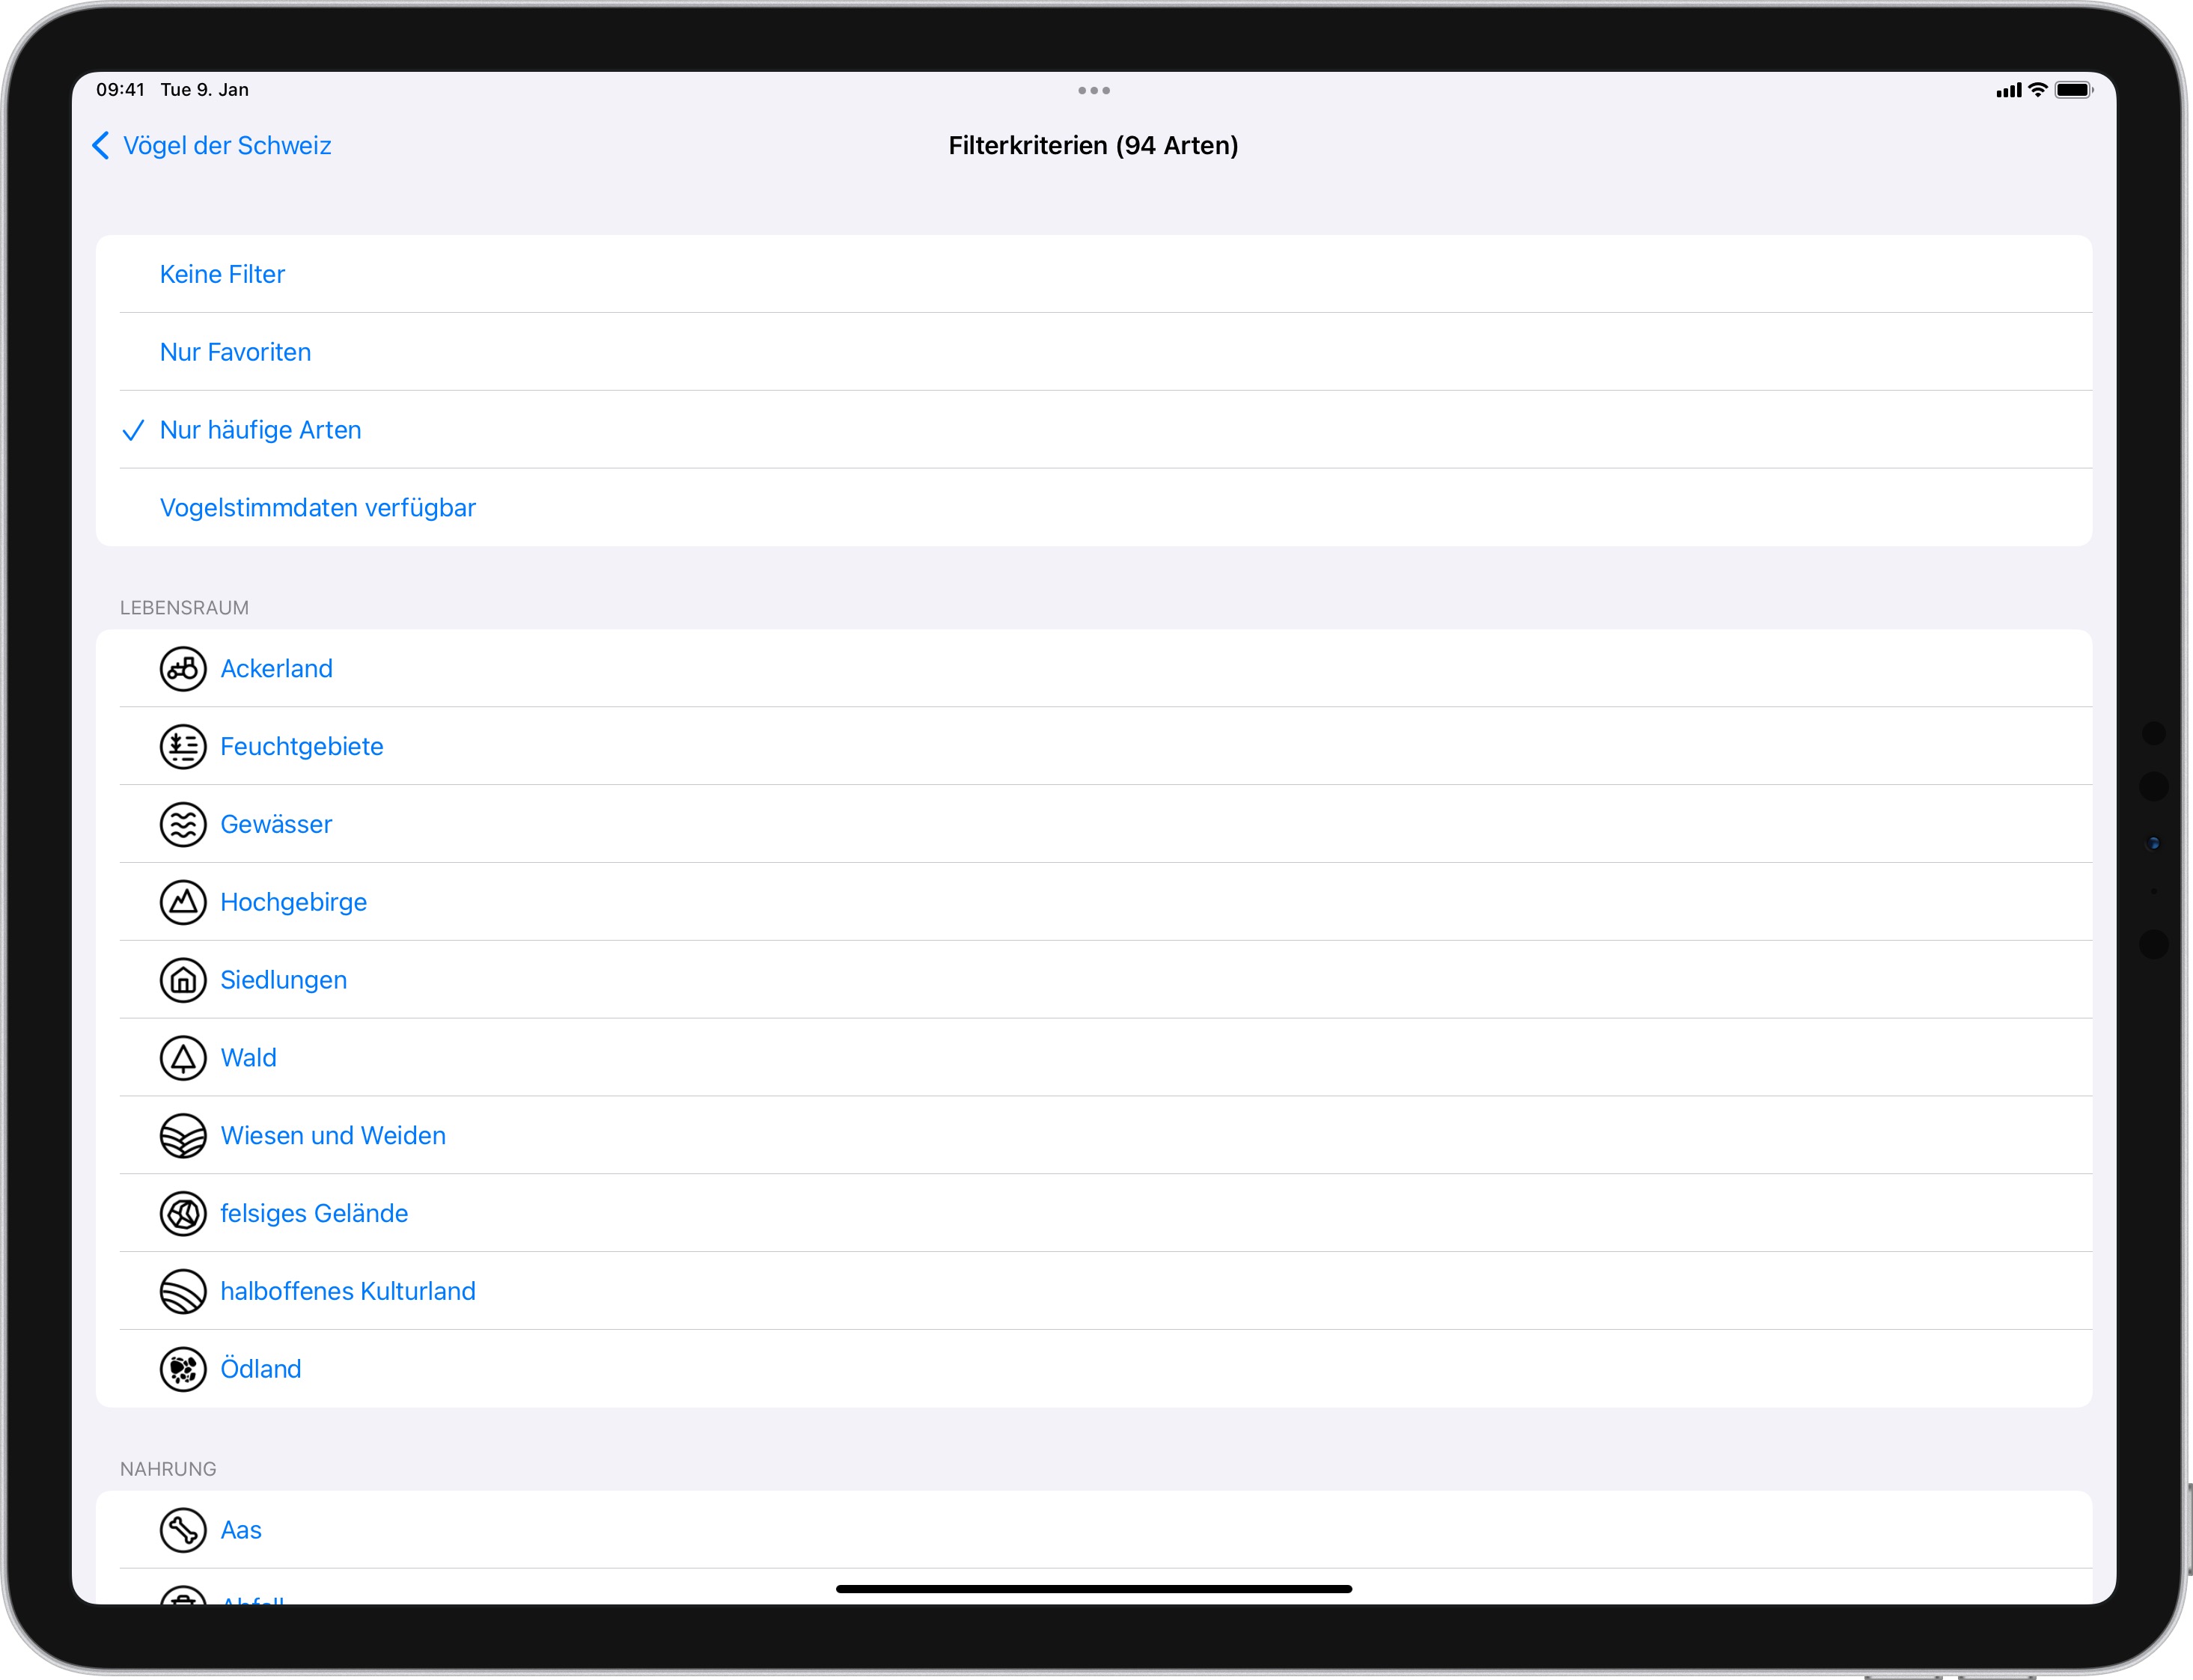 09:41 Tue 9. Jan
Vögel der Schweiz
Filterkriterien (94 Arten)
Keine Filter
Nur Favoriten
Nur häufige Arten
Vogelstimmdaten verfügbar
LEBENSRAUM
Ackerland
Feuchtgebiete
Gewässer
Hochgebirge
Siedlungen
Wald
Wiesen und Weiden
felsiges Gelände
halboffenes Kulturland
Ödland
NAHRUNG
Aas
Abfall